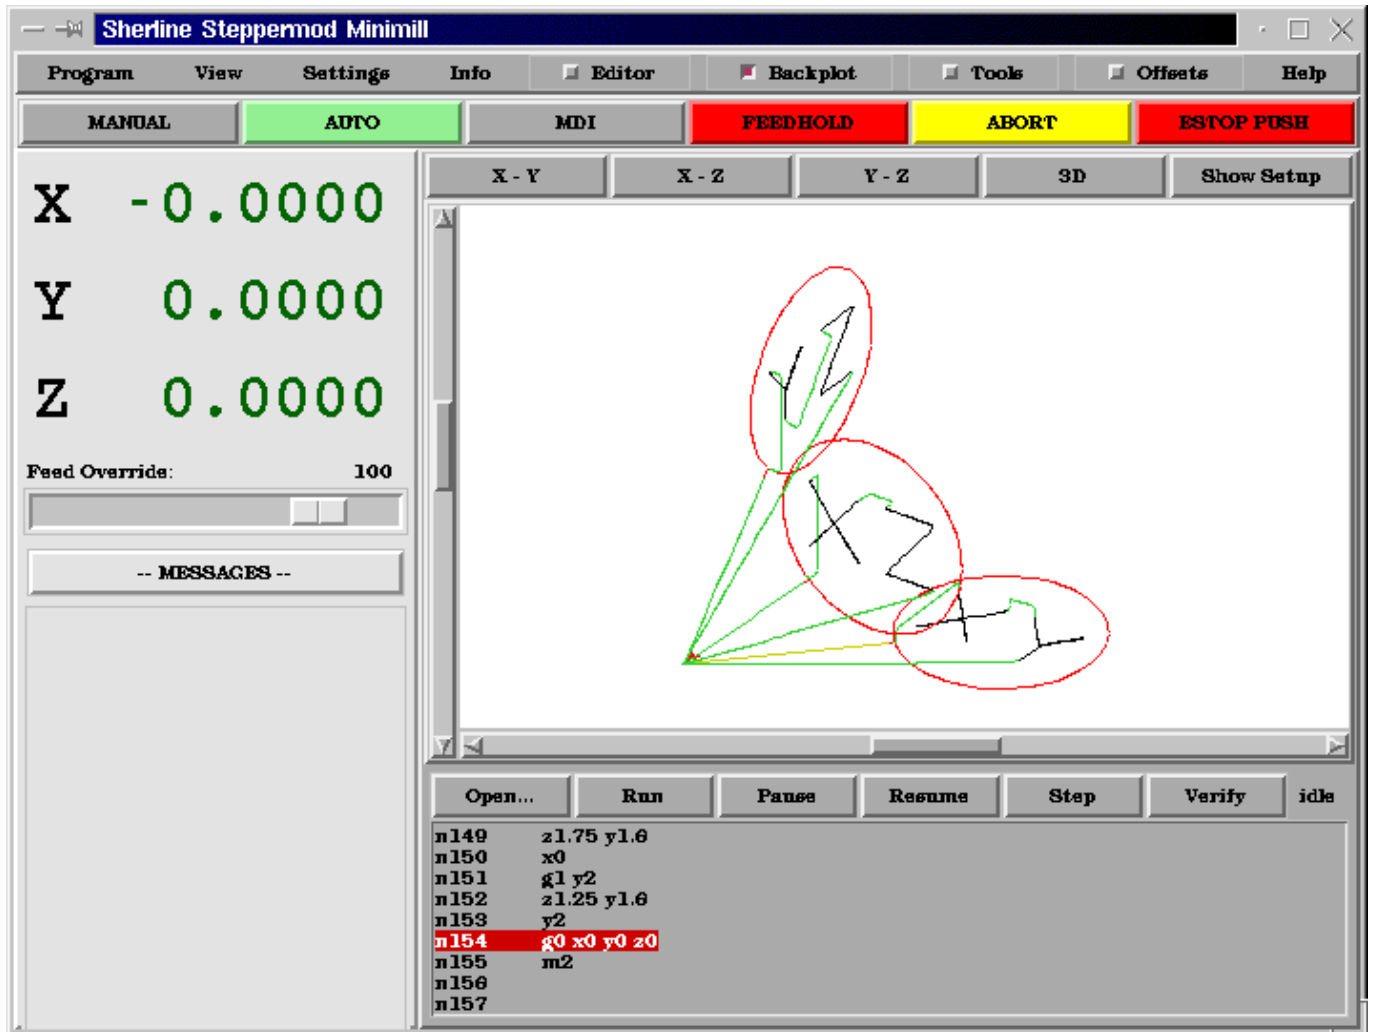 Sherline Steppermod Minimill
Program View Settings Info Editor Backplot Tools Offsets Help
MANUAL AUTO MDI FEEDHOLD ABORT ESTOP PUSH
X - Y X - Z Y - Z 3D Show Setup
X -0.0000
Y 0.0000
Z 0.0000
Feed Override: 100
-- MESSAGES --
Y Z
X Z
X Y
Open... Run Pause Resume Step Verify idle
n149 z1.75 y1.6
n150 x0
n151 g1 y2
n152 z1.25 y1.6
n153 y2
n154 g0 x0 y0 z0
n155 m2
n156
n157